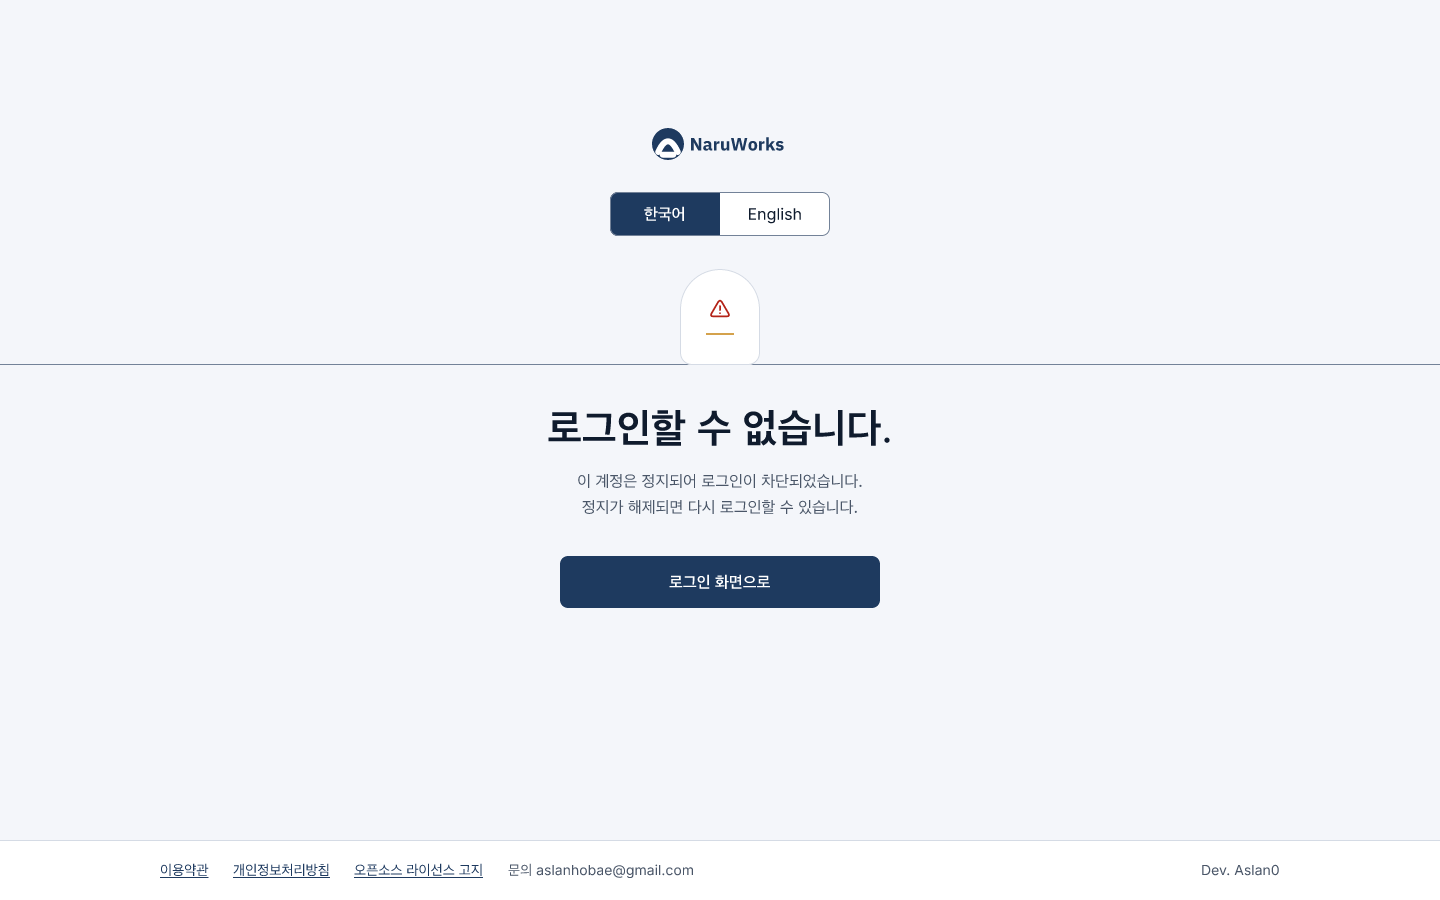 NaruWorks
한국어 English
로그인할 수 없습니다.
이 계정은 정지되어 로그인이 차단되었습니다.
정지가 해제되면 다시 로그인할 수 있습니다.
로그인 화면으로
이용약관 개인정보처리방침 오픈소스 라이선스 고지 문의 aslanhobae@gmail.com Dev. Aslan0